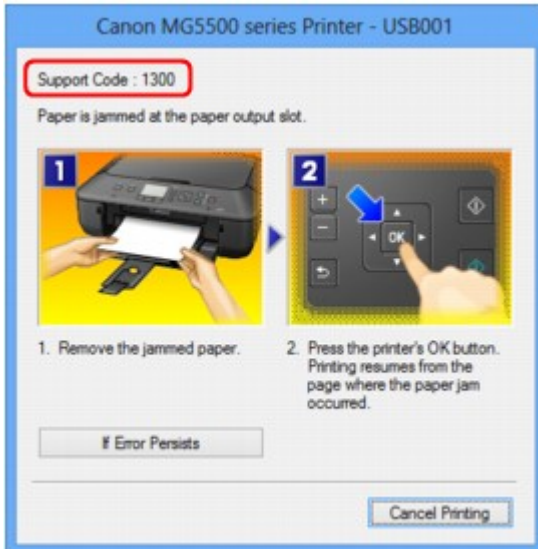 Canon MG5500 series Printer - USB001
Support Code : 1300
Paper is jammed at the paper output slot.
1
2
+
−
OK
1. Remove the jammed paper.
2. Press the printer's OK button.
Printing resumes from the
page where the paper jam
occurred.
If Error Persists
Cancel Printing